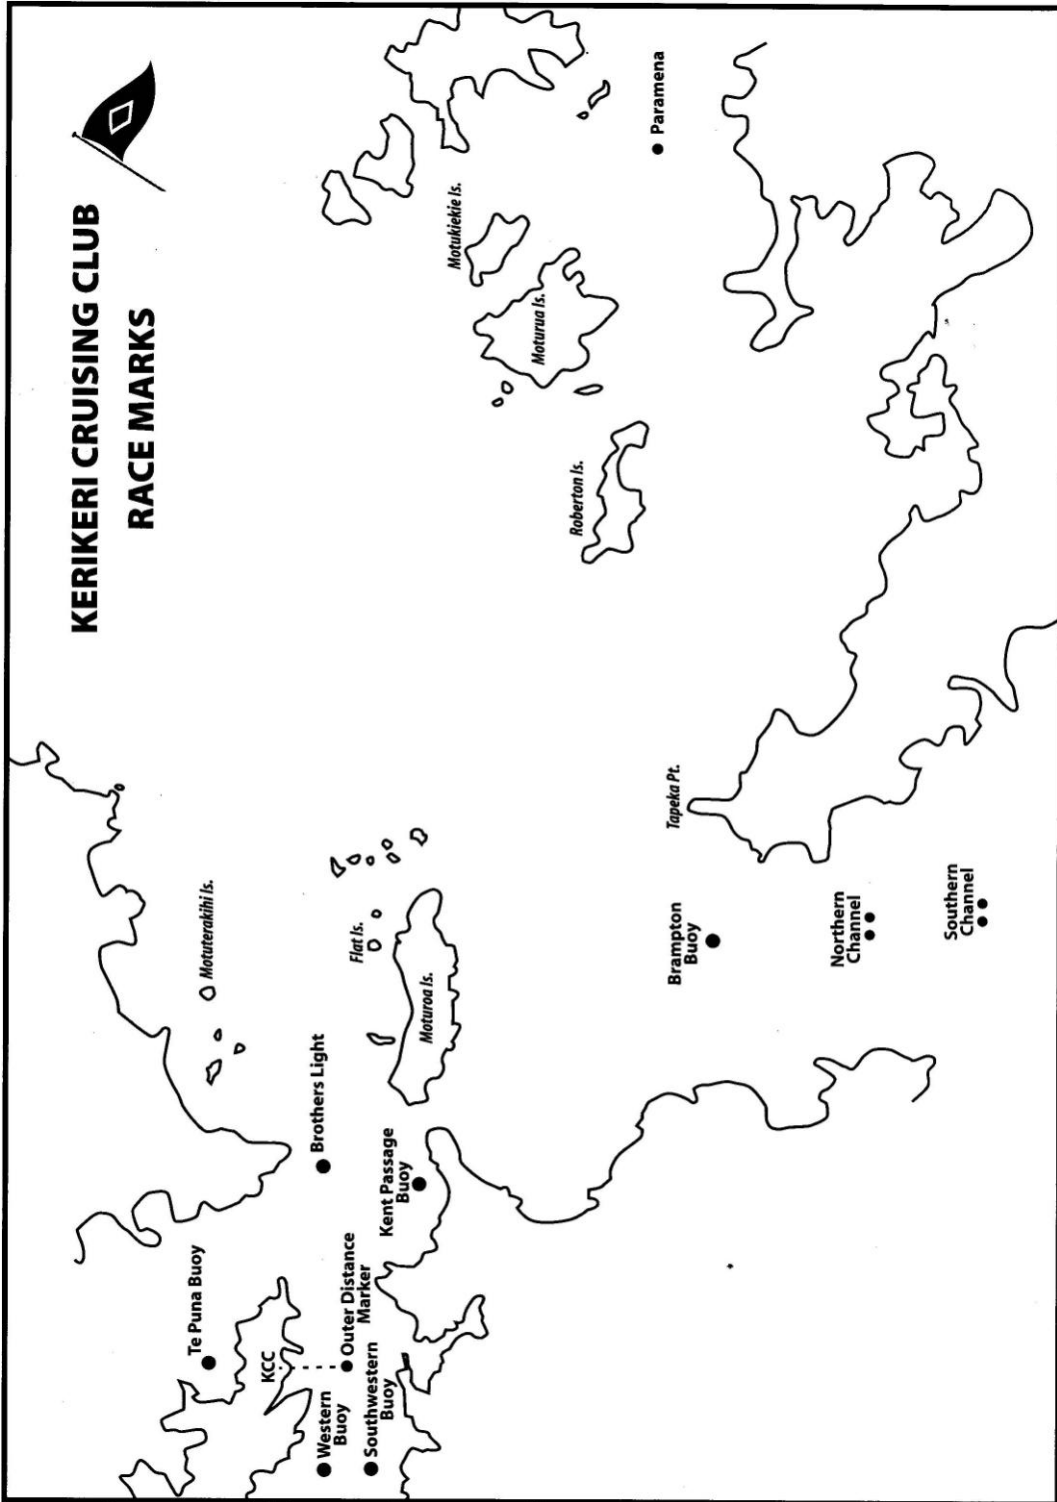 KERIKERI CRUISING CLUB
RACE MARKS
Te Puna Buoy
KCC
Western
Buoy
Outer Distance
Marker
Southwestern
Buoy
Brothers Light
Kent Passage
Buoy
Motuterakihi Is.
Flat Is.
Moturoa Is.
Brampton
Buoy
Tapeka Pt.
Northern
Channel
Southern
Channel
Roberton Is.
Moturua Is.
Motukiekie Is.
Paramena